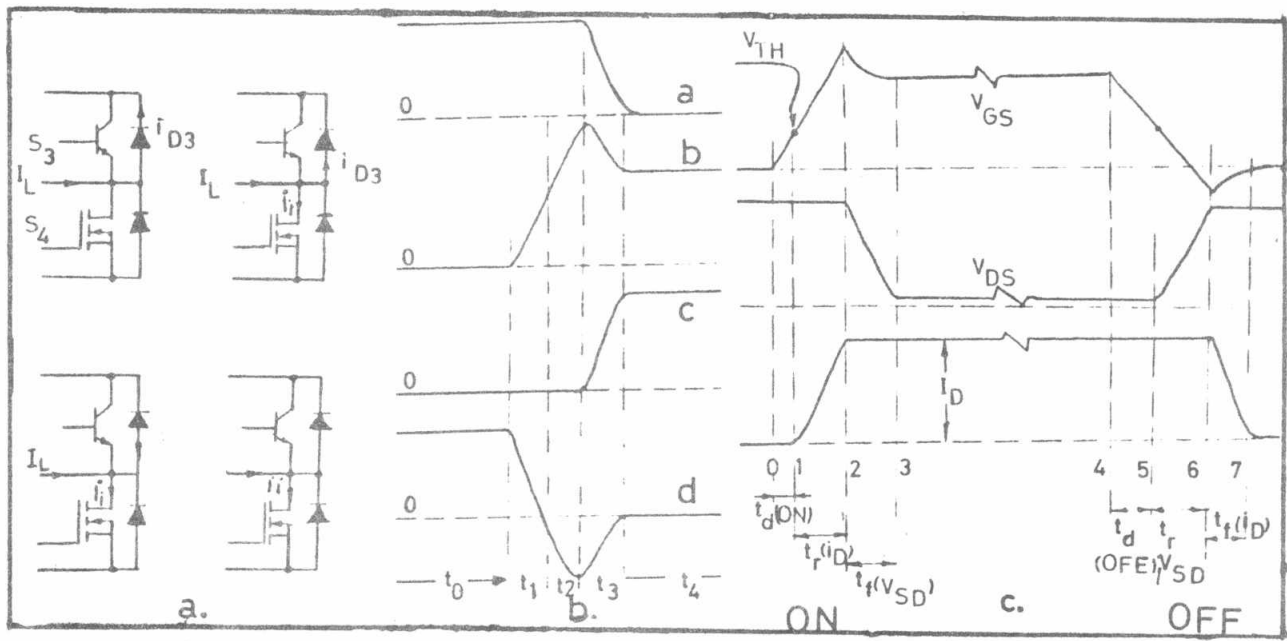 S3
iD3
IL
S4
iD3
IL
ii
IL
ii
ii
a.
0
a
b
0
c
0
0
d
t0
t1
t2
t3
t4
b.
VTH
VGS
VDS
ID
0 1 2 3 4 5 6 7
td(ON)
tr(iD)
tf(VSD)
td
(OFE)
tr
VSD
tf(iD)
ON
c.
OFF